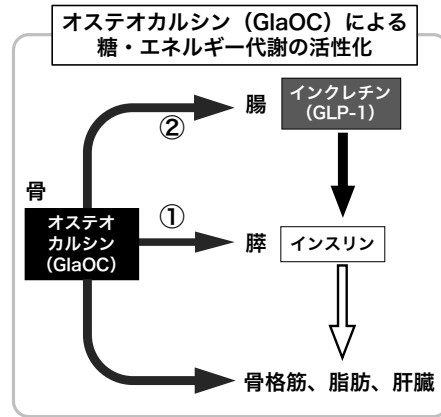 オステオカルシン（GlaOC）による
糖・エネルギー代謝の活性化
②
腸
インクレチン
（GLP-1）
骨
オステオ
カルシン
（GlaOC）
①
膵
インスリン
骨格筋、脂肪、肝臓